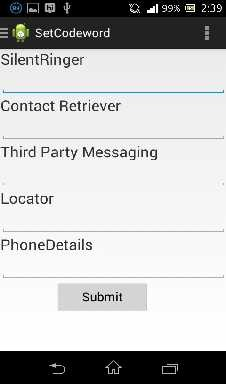 99% 2:39
SetCodeword
SilentRinger
Contact Retriever
Third Party Messaging
Locator
PhoneDetails
Submit